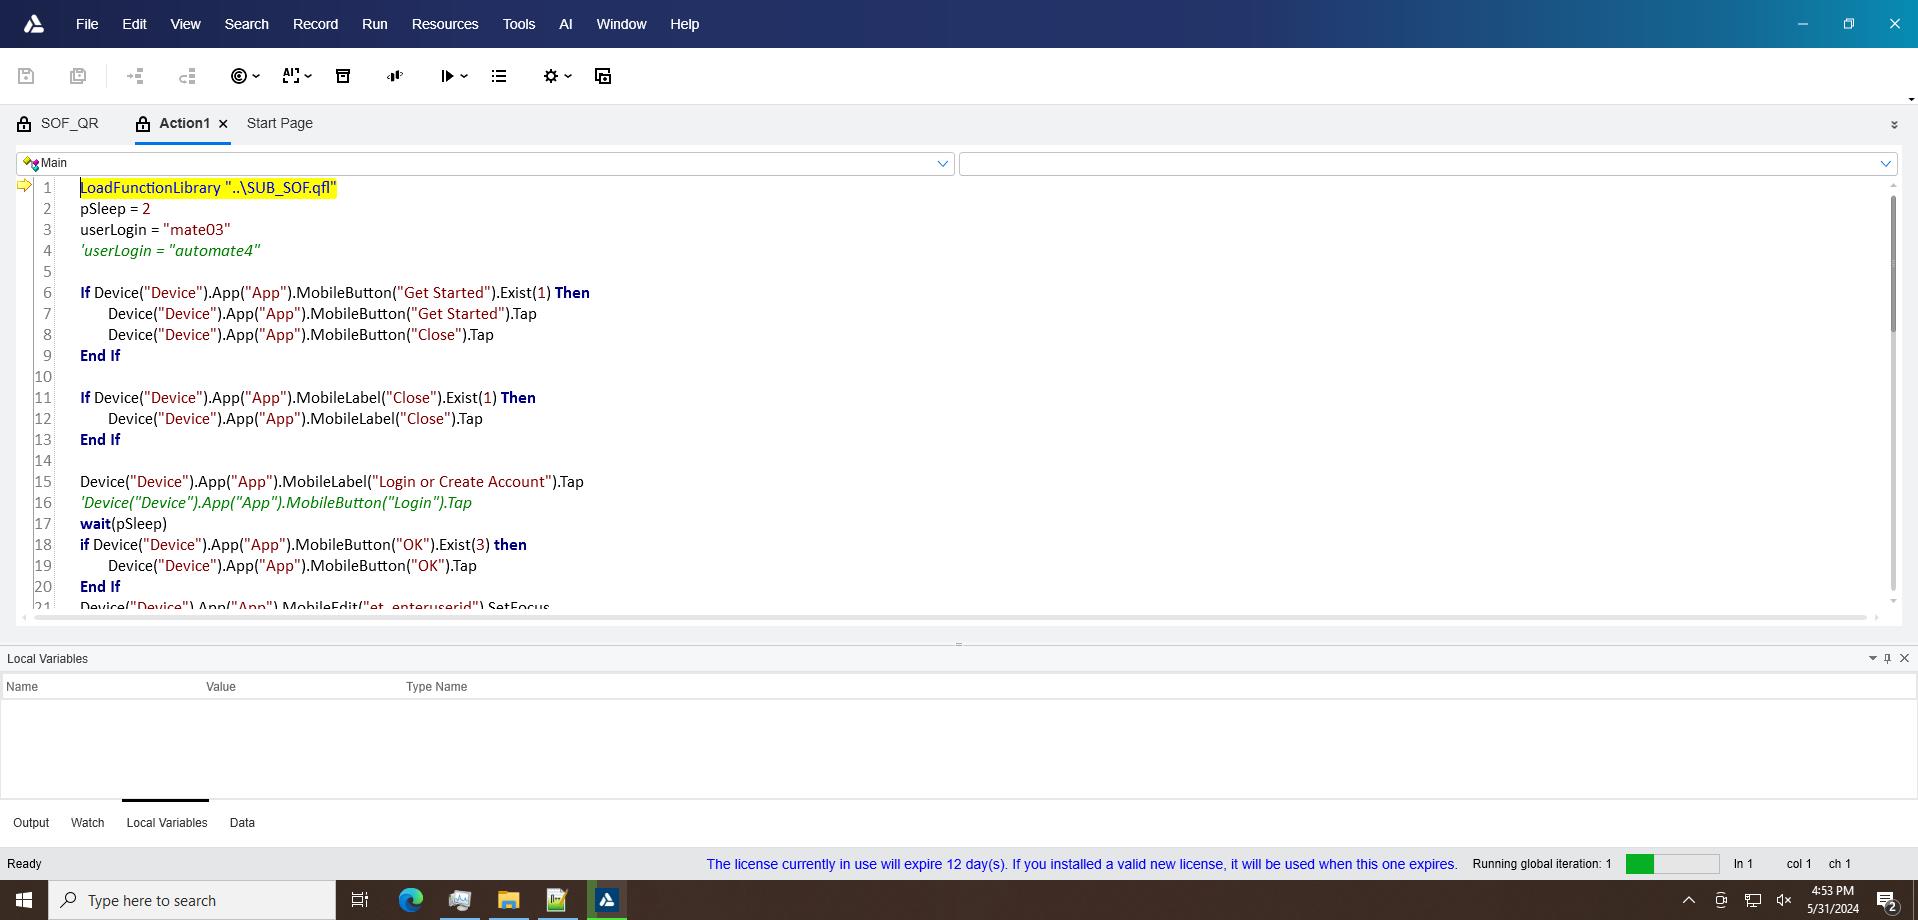 File Edit View Search Record Run Resources Tools AI Window Help
AI
SOF_QR Action1 Start Page
Main
1 LoadFunctionLibrary "..\SUB_SOF.qfl"
2 pSleep = 2
3 userLogin = "mate03"
4 'userLogin = "automate4"
5
6 If Device("Device").App("App").MobileButton("Get Started").Exist(1) Then
7 Device("Device").App("App").MobileButton("Get Started").Tap
8 Device("Device").App("App").MobileButton("Close").Tap
9 End If
10
11 If Device("Device").App("App").MobileLabel("Close").Exist(1) Then
12 Device("Device").App("App").MobileLabel("Close").Tap
13 End If
14
15 Device("Device").App("App").MobileLabel("Login or Create Account").Tap
16 'Device("Device").App("App").MobileButton("Login").Tap
17 wait(pSleep)
18 if Device("Device").App("App").MobileButton("OK").Exist(3) then
19 Device("Device").App("App").MobileButton("OK").Tap
20 End If
21 Device("Device").App("App").MobileEdit("et_enteruserid").SetFocus
Local Variables
Name Value Type Name
Output Watch Local Variables Data
Ready The license currently in use will expire 12 day(s). If you installed a valid new license, it will be used when this one expires. Running global iteration: 1 ln 1 col 1 ch 1
Type here to search
4:53 PM
5/31/2024
2